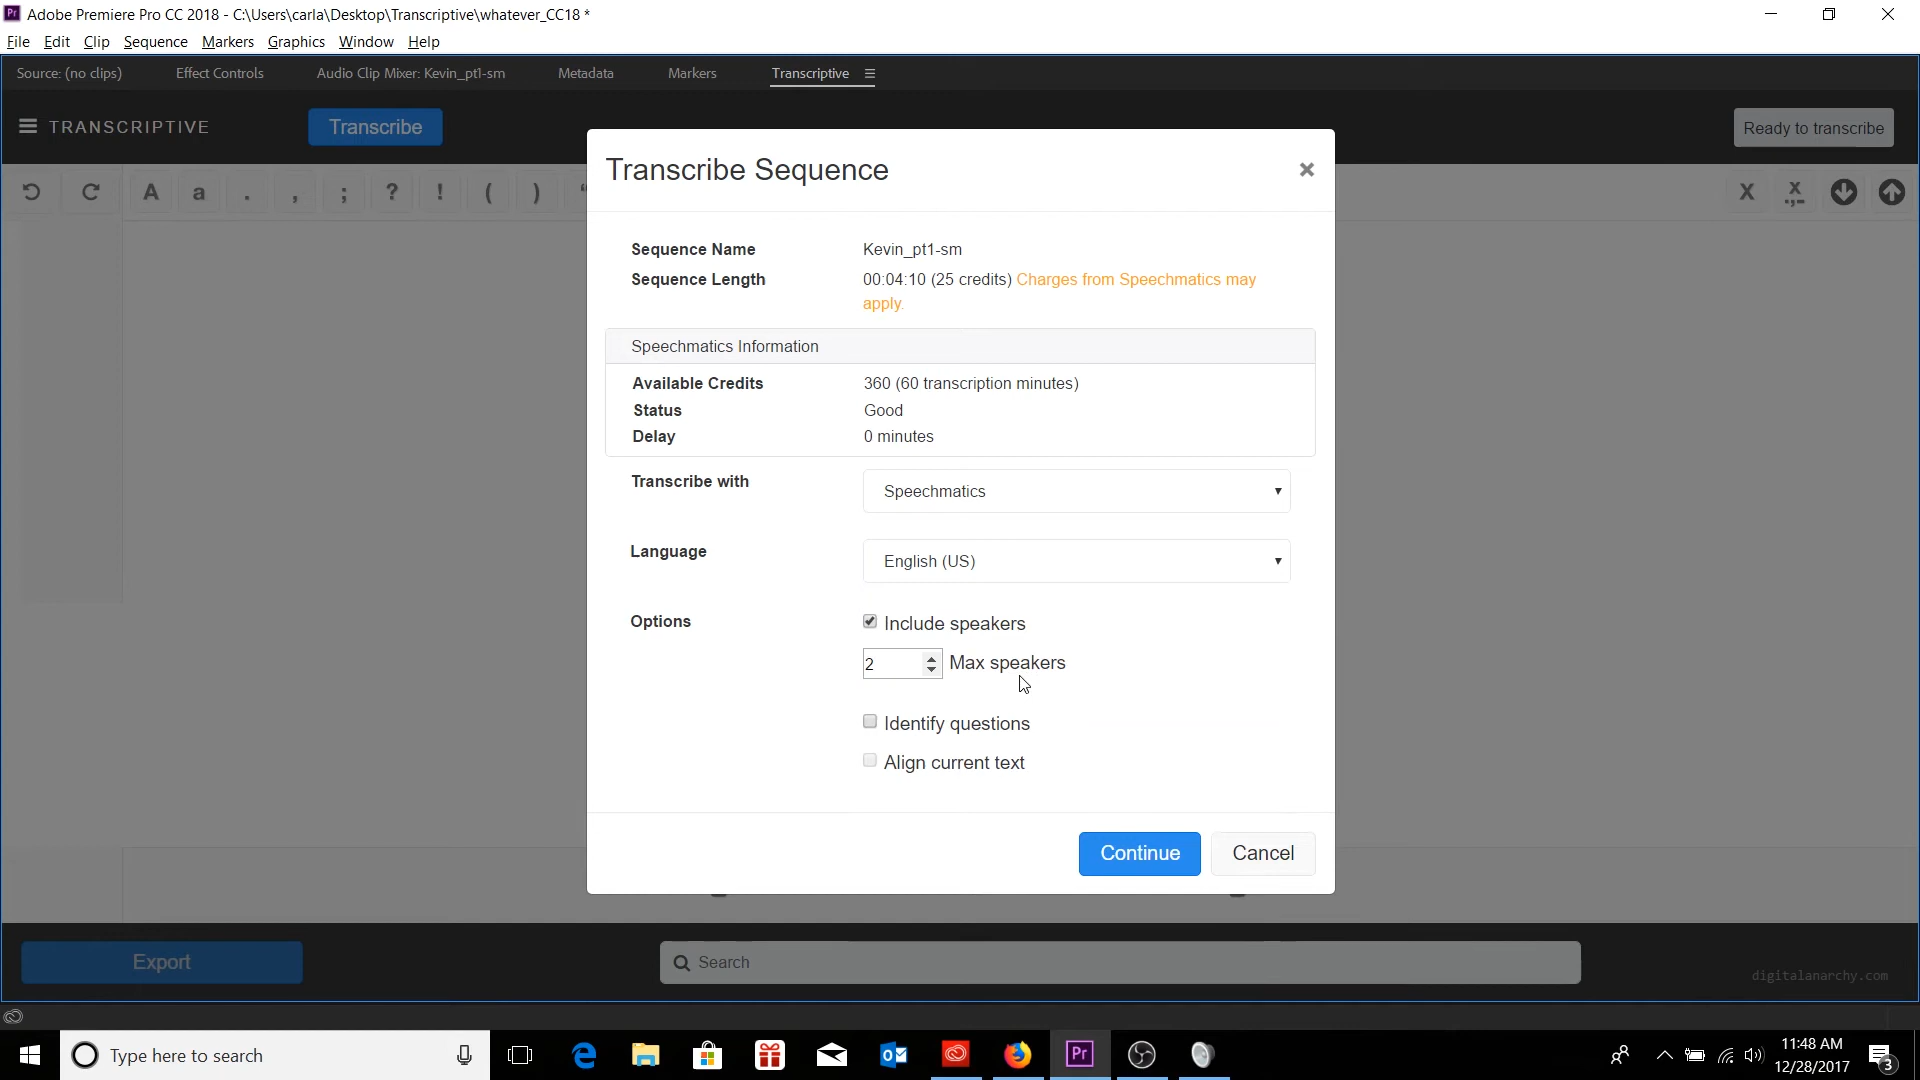 Adobe Premiere Pro CC 2018 - C:\Users\carla\Desktop\Transcriptive\whatever_CC18 *
File Edit Clip Sequence Markers Graphics Window Help
Source: (no clips) Effect Controls Audio Clip Mixer: Kevin_pt1-sm Metadata Markers Transcriptive
TRANSCRIPTIVE Transcribe Ready to transcribe
A a . , ; ? ! ( ) “ X X
Transcribe Sequence
Sequence Name Kevin_pt1-sm
Sequence Length 00:04:10 (25 credits) Charges from Speechmatics may
apply.
Speechmatics Information
Available Credits 360 (60 transcription minutes)
Status Good
Delay 0 minutes
Transcribe with Speechmatics
Language English (US)
Options Include speakers
2 Max speakers
Identify questions
Align current text
Continue Cancel
Export Search
digitalanarchy.com
Type here to search
11:48 AM
12/28/2017
3